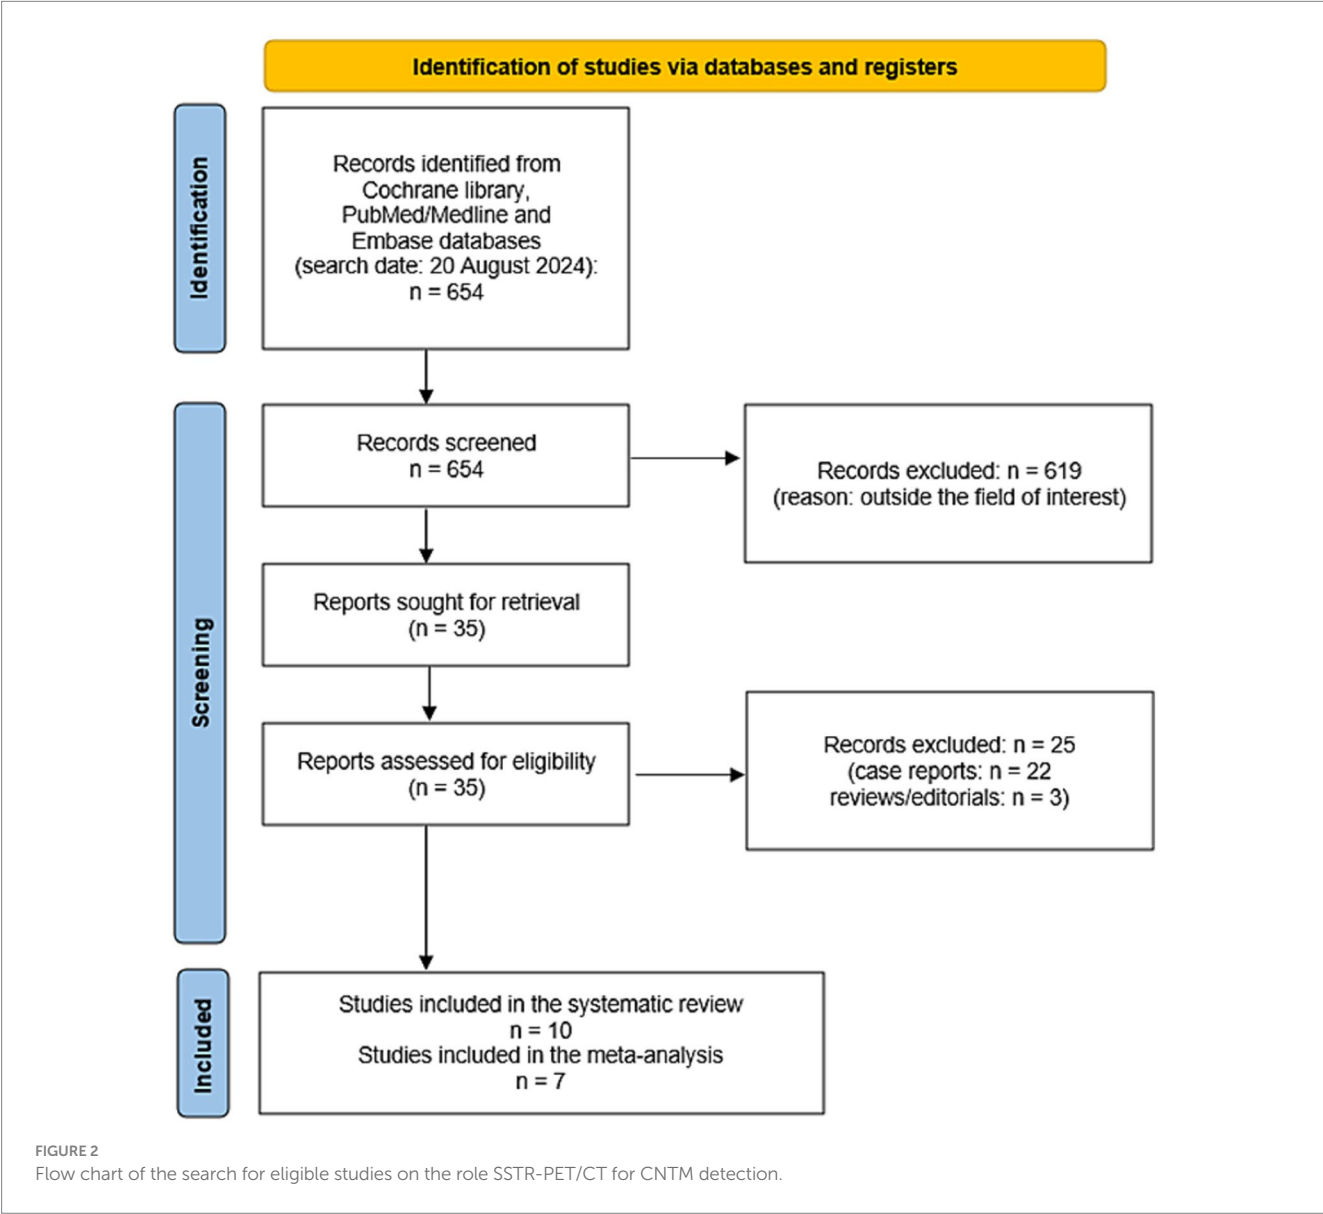 Identification of studies via databases and registers
Identification
Records identified from
Cochrane library,
PubMed/Medline and
Embase databases
(search date: 20 August 2024):
n = 654
Screening
Records screened
n = 654
Records excluded: n = 619
(reason: outside the field of interest)
Reports sought for retrieval
(n = 35)
Reports assessed for eligibility
(n = 35)
Records excluded: n = 25
(case reports: n = 22
reviews/editorials: n = 3)
Included
Studies included in the systematic review
n = 10
Studies included in the meta-analysis
n = 7
FIGURE 2
Flow chart of the search for eligible studies on the role SSTR-PET/CT for CNTM detection.